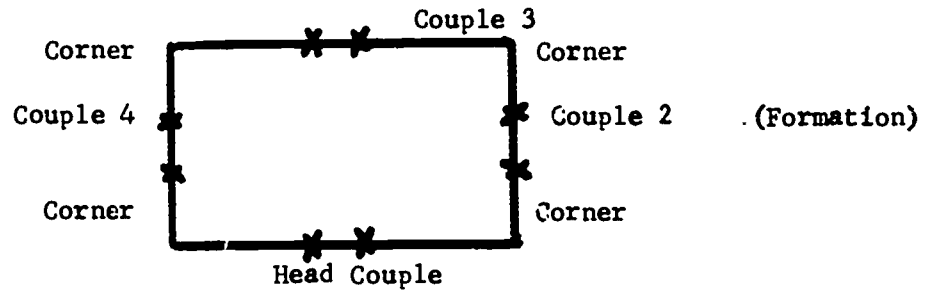 Couple 3
Corner Corner
Couple 4 Couple 2 .(Formation)
Corner Corner
Head Couple